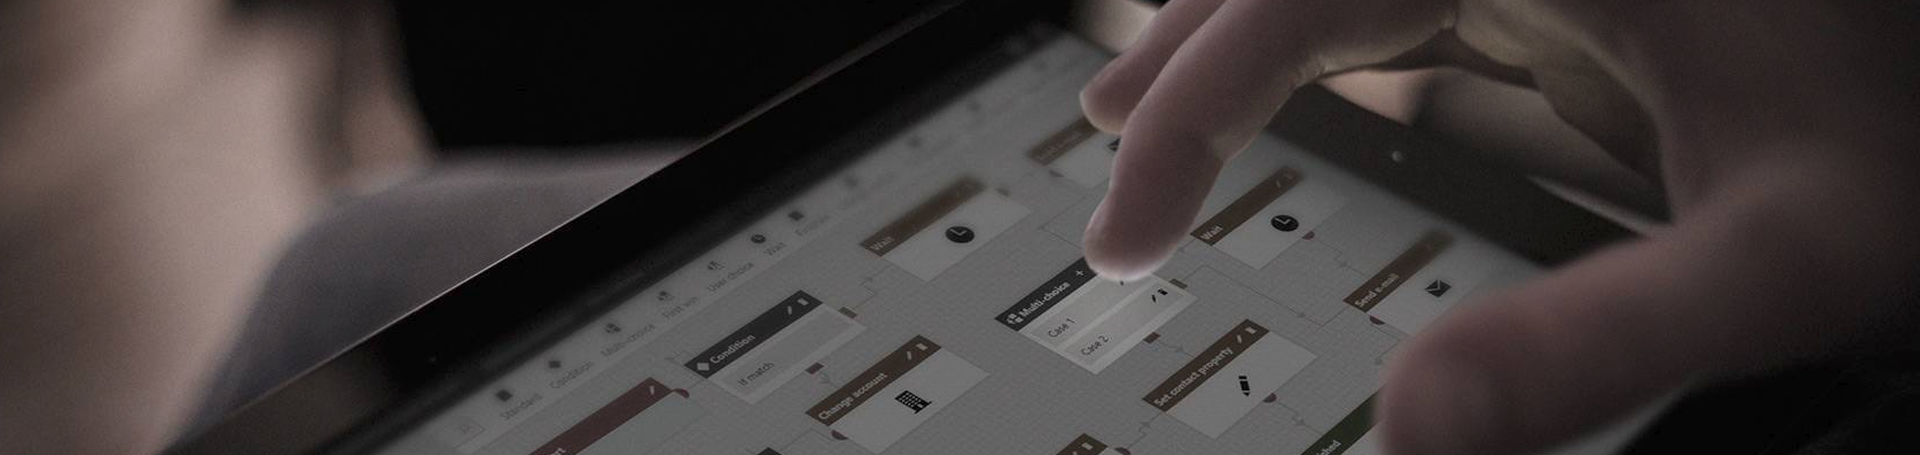 Standard
Condition
Multi-choice
First win
User choice
Wait
Wait
Wait
Send e-mail
Multi-choice
Case 1
Case 2
Condition
If match
Change account
Set contact property